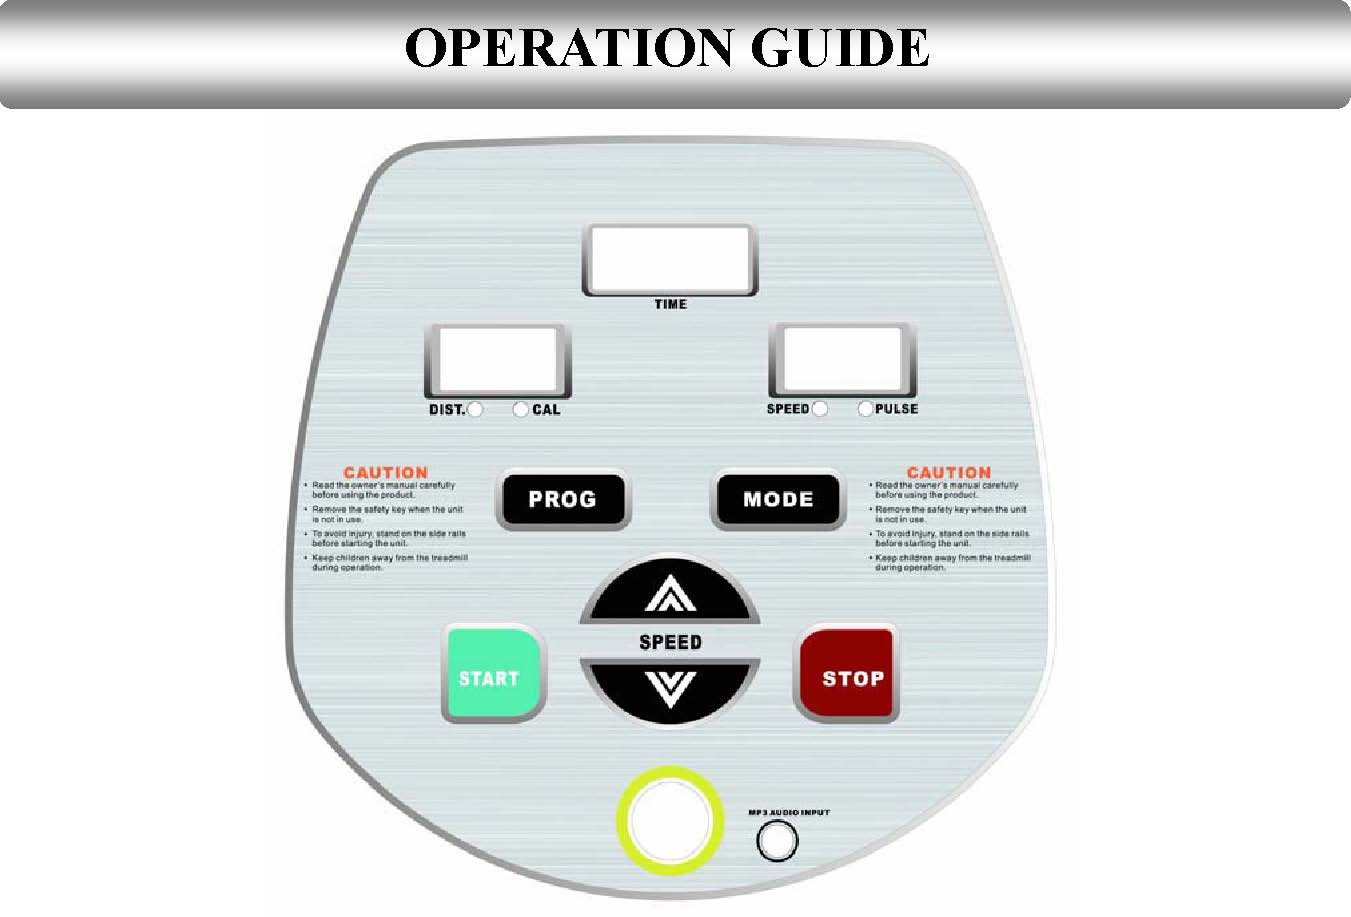 OPERATION GUIDE
TIME
DIST. CAL
SPEED PULSE
CAUTION
• Read the owner's manual carefully
before using the product.
• Remove the safety key when the unit
is not in use.
• To avoid injury, stand on the side rails
before starting the unit.
• Keep children away from the treadmill
during operation.
PROG
MODE
CAUTION
• Read the owner's manual carefully
before using the product.
• Remove the safety key when the unit
is not in use.
• To avoid injury, stand on the side rails
before starting the unit.
• Keep children away from the treadmill
during operation.
START
SPEED
STOP
MP3 AUDIO INPUT